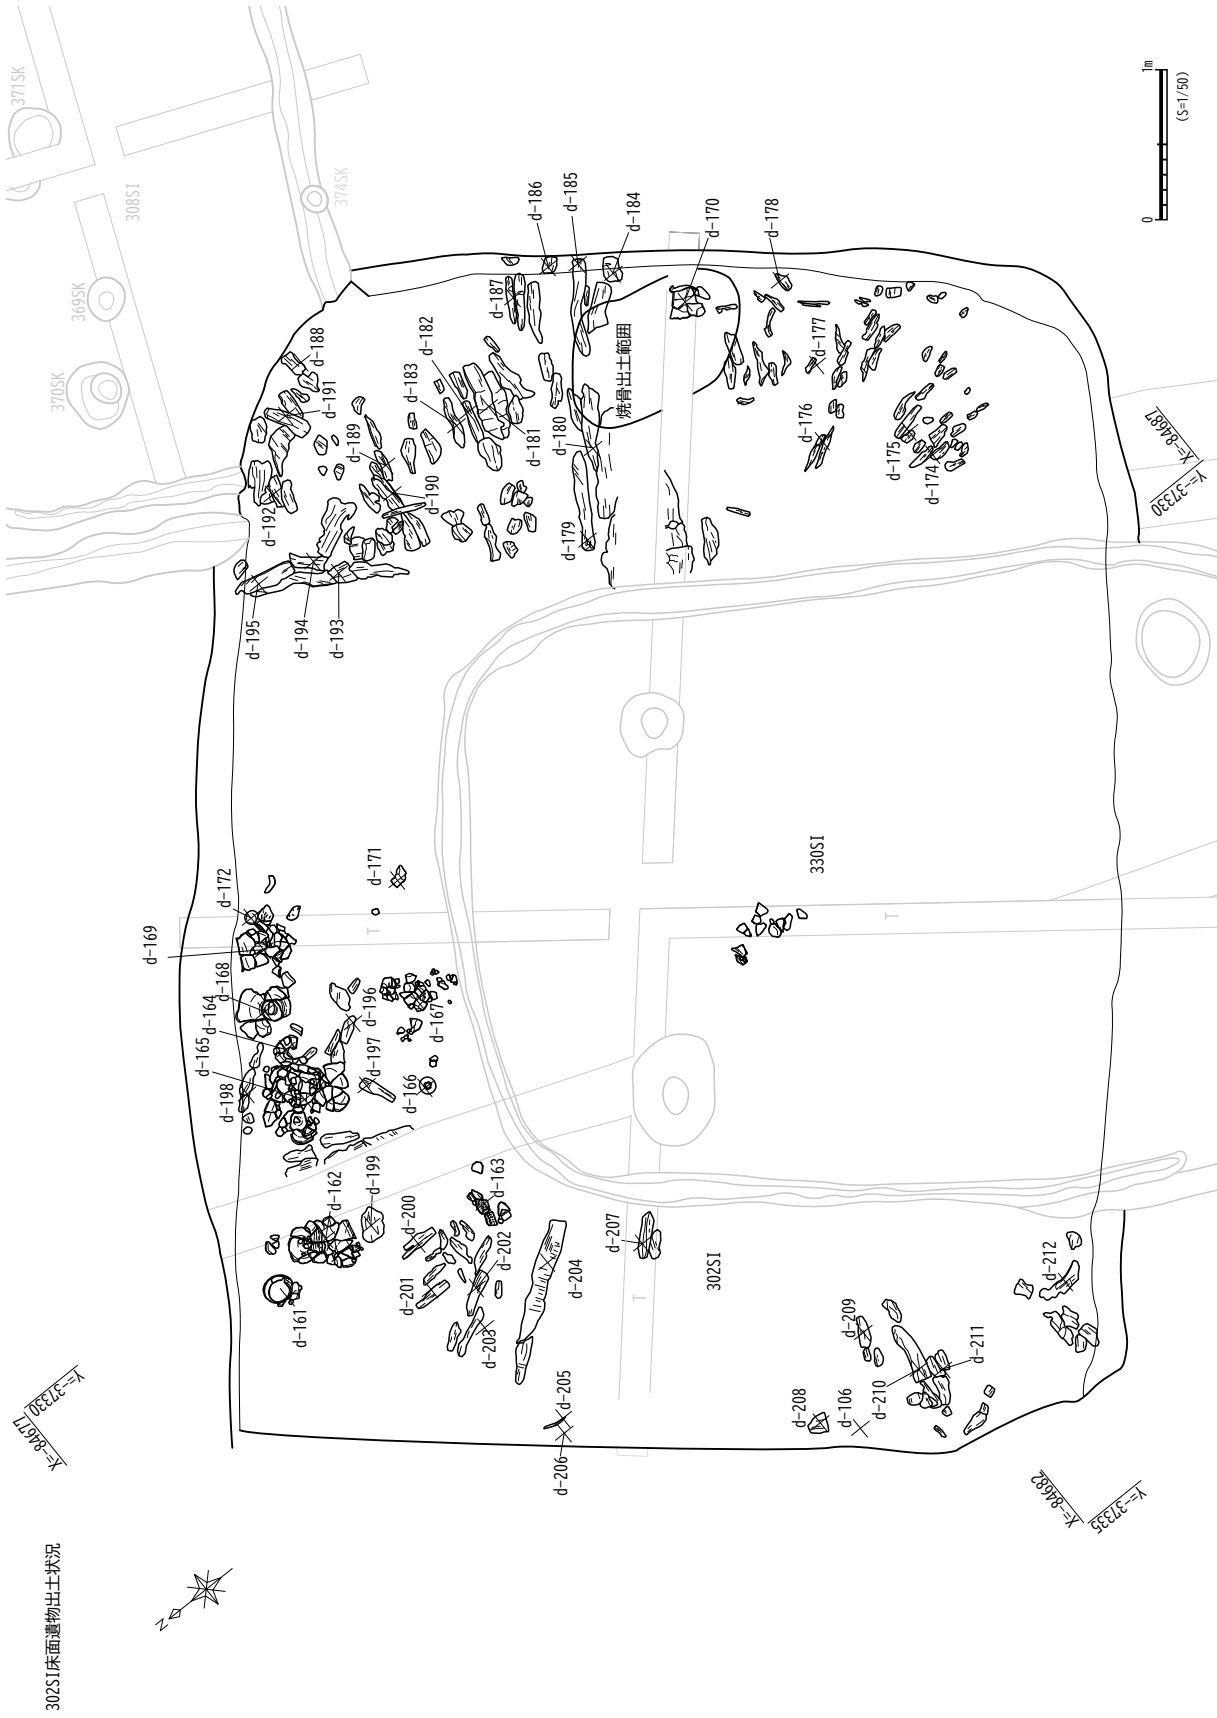 302SI床面遺物出土状況
N
X=-84677
Y=-37330
X=-84682
Y=-37335
X=-84687
Y=-37330
0
1m
(S=1/50)
371SK
308SI
374SK
369SK
370SK
d-186
d-185
d-184
d-170
d-178
d-187
d-188
d-182
d-183
d-191
d-189
焼骨出土範囲
d-177
d-176
d-181
d-180
d-175
d-174
d-190
d-192
d-179
d-195
d-194
d-193
d-172
d-171
330SI
d-169
T
T
d-168
d-164
d-196
d-167
d-165
d-197
d-166
d-198
d-162
d-199
d-163
d-200
d-202
d-207
302SI
d-212
d-201
d-204
d-161
d-203
T
d-209
d-211
d-205
d-208
d-106
d-210
d-206